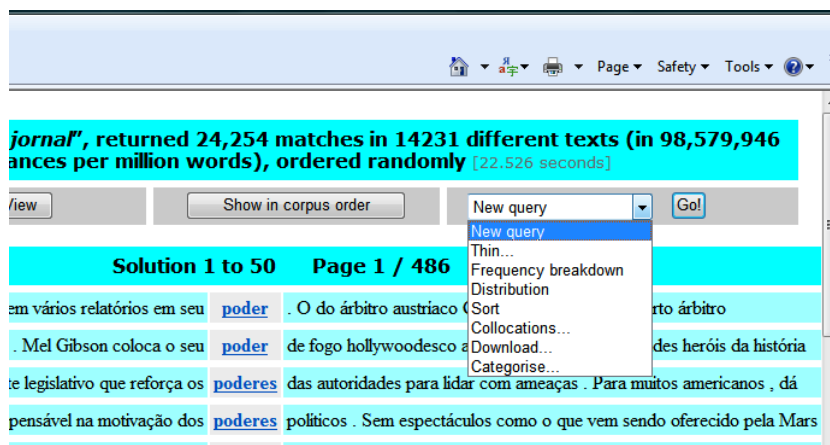 Page Safety Tools
jornal", returned 24,254 matches in 14231 different texts (in 98,579,946
ances per million words), ordered randomly [22.526 seconds]
View Show in corpus order New query Go!
New query
Thin...
Frequency breakdown
Distribution
Sort
Collocations...
Download...
Categorise...
Solution 1 to 50 Page 1 / 486
em vários relatórios em seu poder . O do árbitro austriaco rto árbitro
. Mel Gibson coloca o seu poder de fogo hollywoodesco des heróis da história
te legislativo que reforça os poderes das autoridades para lidar com ameaças . Para muitos americanos , dá
pensável na motivação dos poderes políticos . Sem espectáculos como o que vem sendo oferecido pela Mars